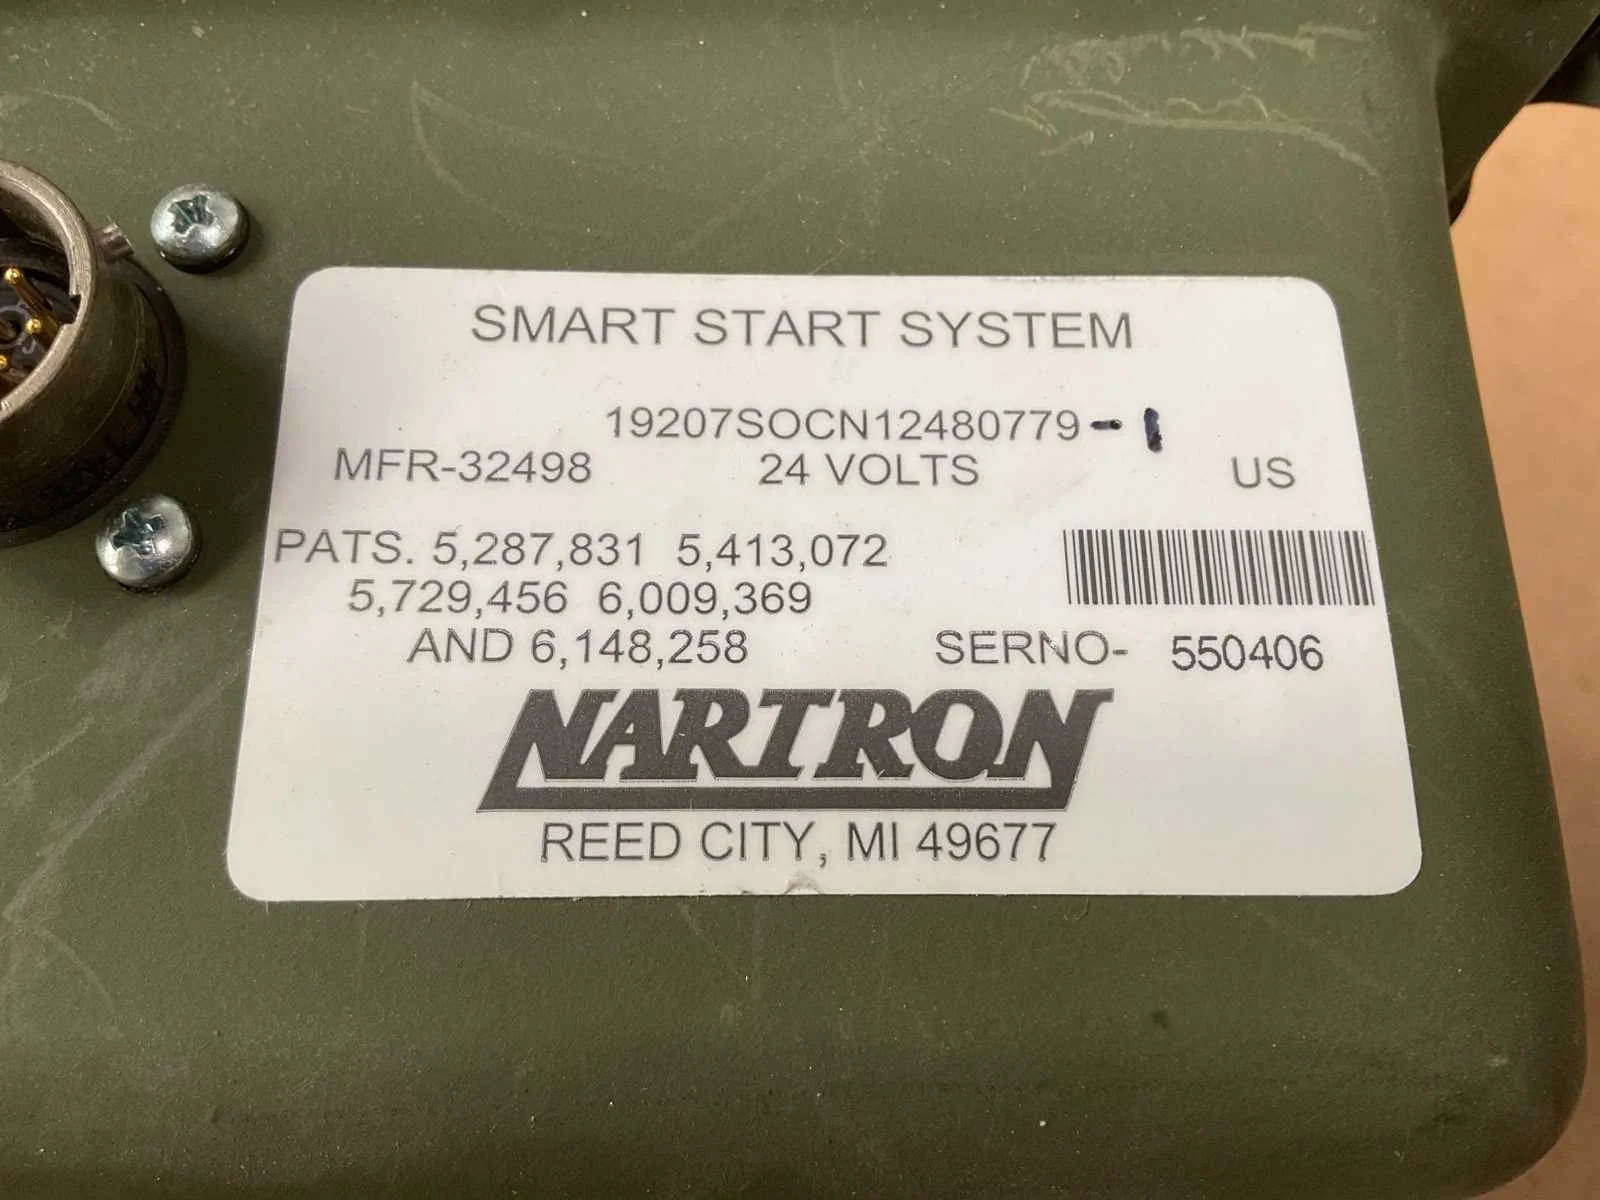 SMART START SYSTEM
19207SOCN12480779-1
MFR-32498 24 VOLTS US
PATS. 5,287,831 5,413,072
5,729,456 6,009,369
AND 6,148,258 SERNO- 550406
NARTRON
REED CITY, MI 49677